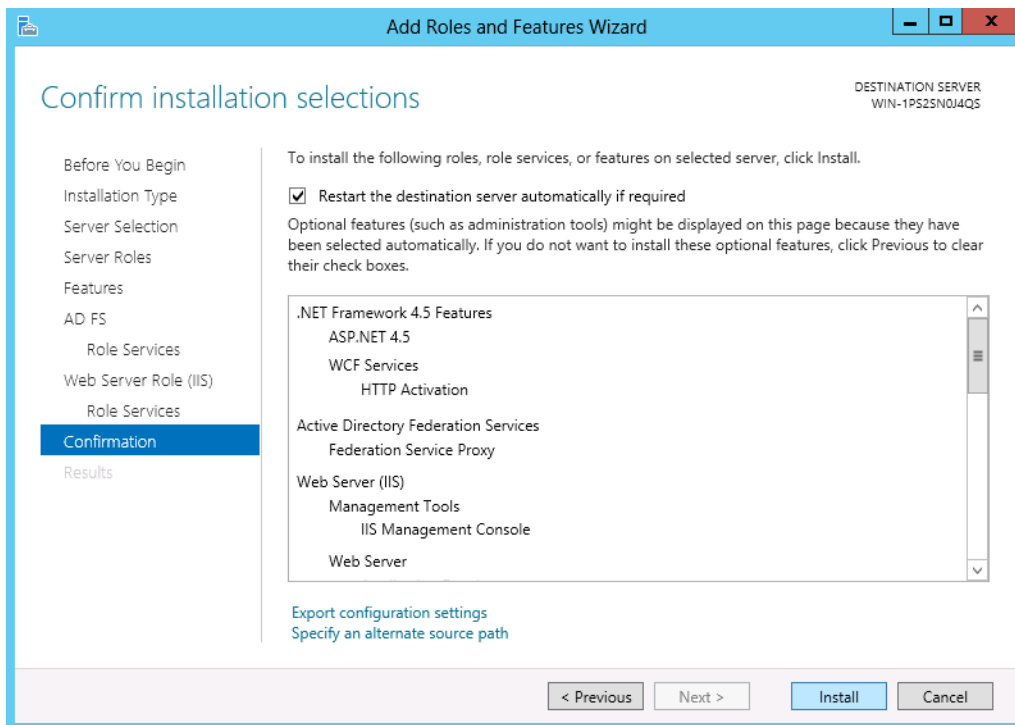 Add Roles and Features Wizard
Confirm installation selections
DESTINATION SERVER
WIN-1PS2SN0J4QS
Before You Begin
Installation Type
Server Selection
Server Roles
Features
AD FS
Role Services
Web Server Role (IIS)
Role Services
Confirmation
Results
To install the following roles, role services, or features on selected server, click Install.
Restart the destination server automatically if required
Optional features (such as administration tools) might be displayed on this page because they have
been selected automatically. If you do not want to install these optional features, click Previous to clear
their check boxes.
.NET Framework 4.5 Features
ASP.NET 4.5
WCF Services
HTTP Activation
Active Directory Federation Services
Federation Service Proxy
Web Server (IIS)
Management Tools
IIS Management Console
Web Server
Export configuration settings
Specify an alternate source path
< Previous
Next >
Install
Cancel